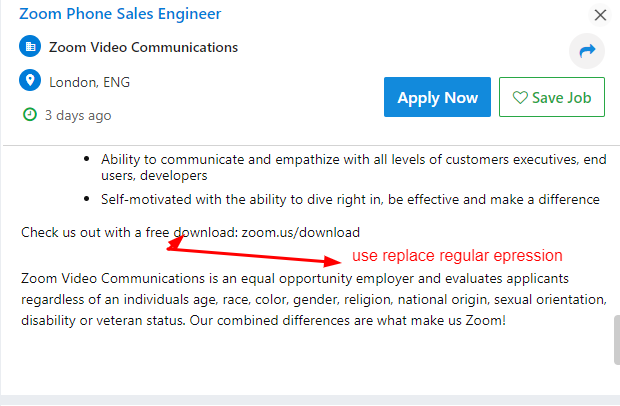 Zoom Phone Sales Engineer
Zoom Video Communications
London, ENG
3 days ago
Apply Now
Save Job
Ability to communicate and empathize with all levels of customers executives, end
users, developers
Self-motivated with the ability to dive right in, be effective and make a difference
Check us out with a free download: zoom.us/download
use replace regular epression
Zoom Video Communications is an equal opportunity employer and evaluates applicants
regardless of an individuals age, race, color, gender, religion, national origin, sexual orientation,
disability or veteran status. Our combined differences are what make us Zoom!